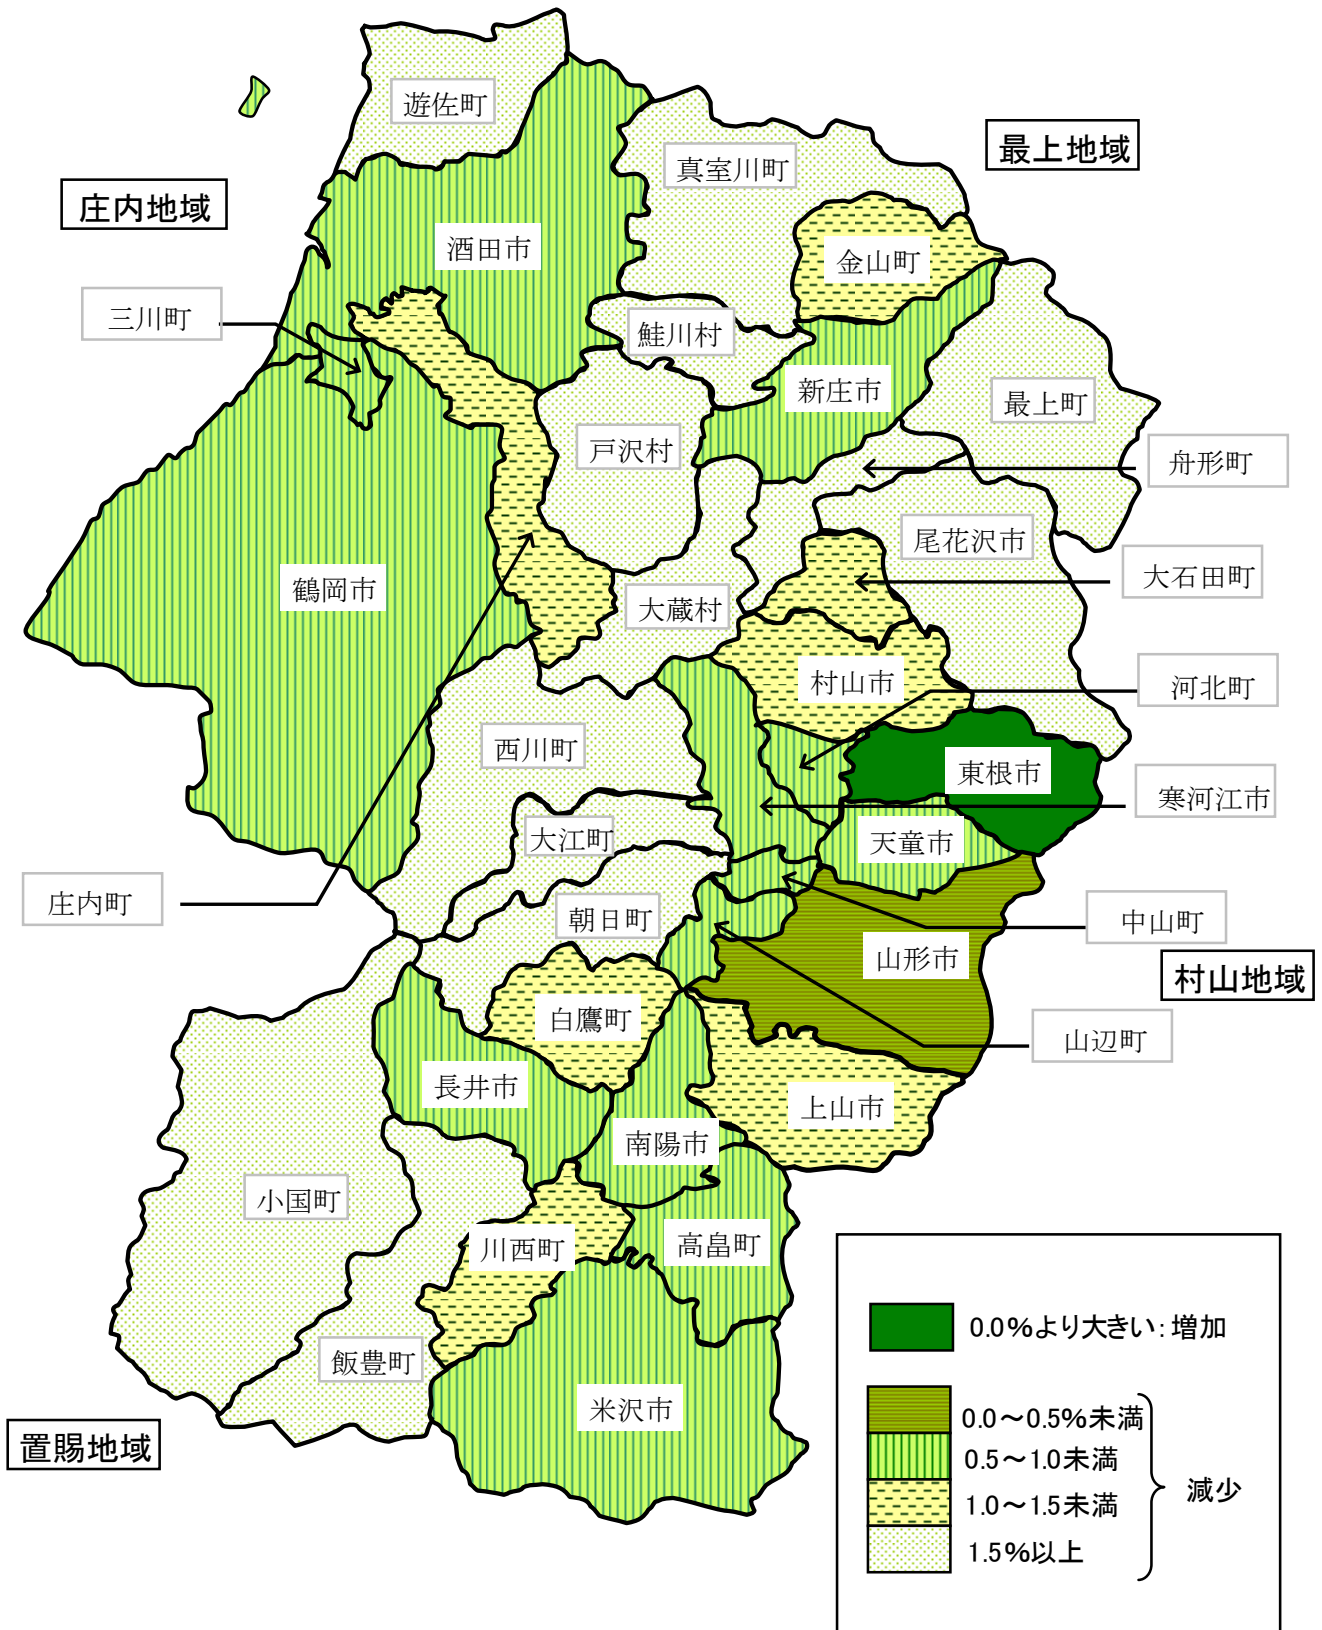 遊佐町
最上地域
真室川町
庄内地域
酒田市
金山町
三川町
鮭川村
新庄市
最上町
戸沢村
舟形町
尾花沢市
大石田町
鶴岡市
大蔵村
村山市
河北町
西川町
東根市
寒河江市
大江町
天童市
庄内町
朝日町
中山町
山形市
村山地域
白鷹町
山辺町
長井市
上山市
南陽市
小国町
川西町
高畠町
飯豊町
米沢市
置賜地域
0.0%より大きい:増加
0.0~0.5%未満
0.5~1.0未満
1.0~1.5未満
1.5%以上
減少